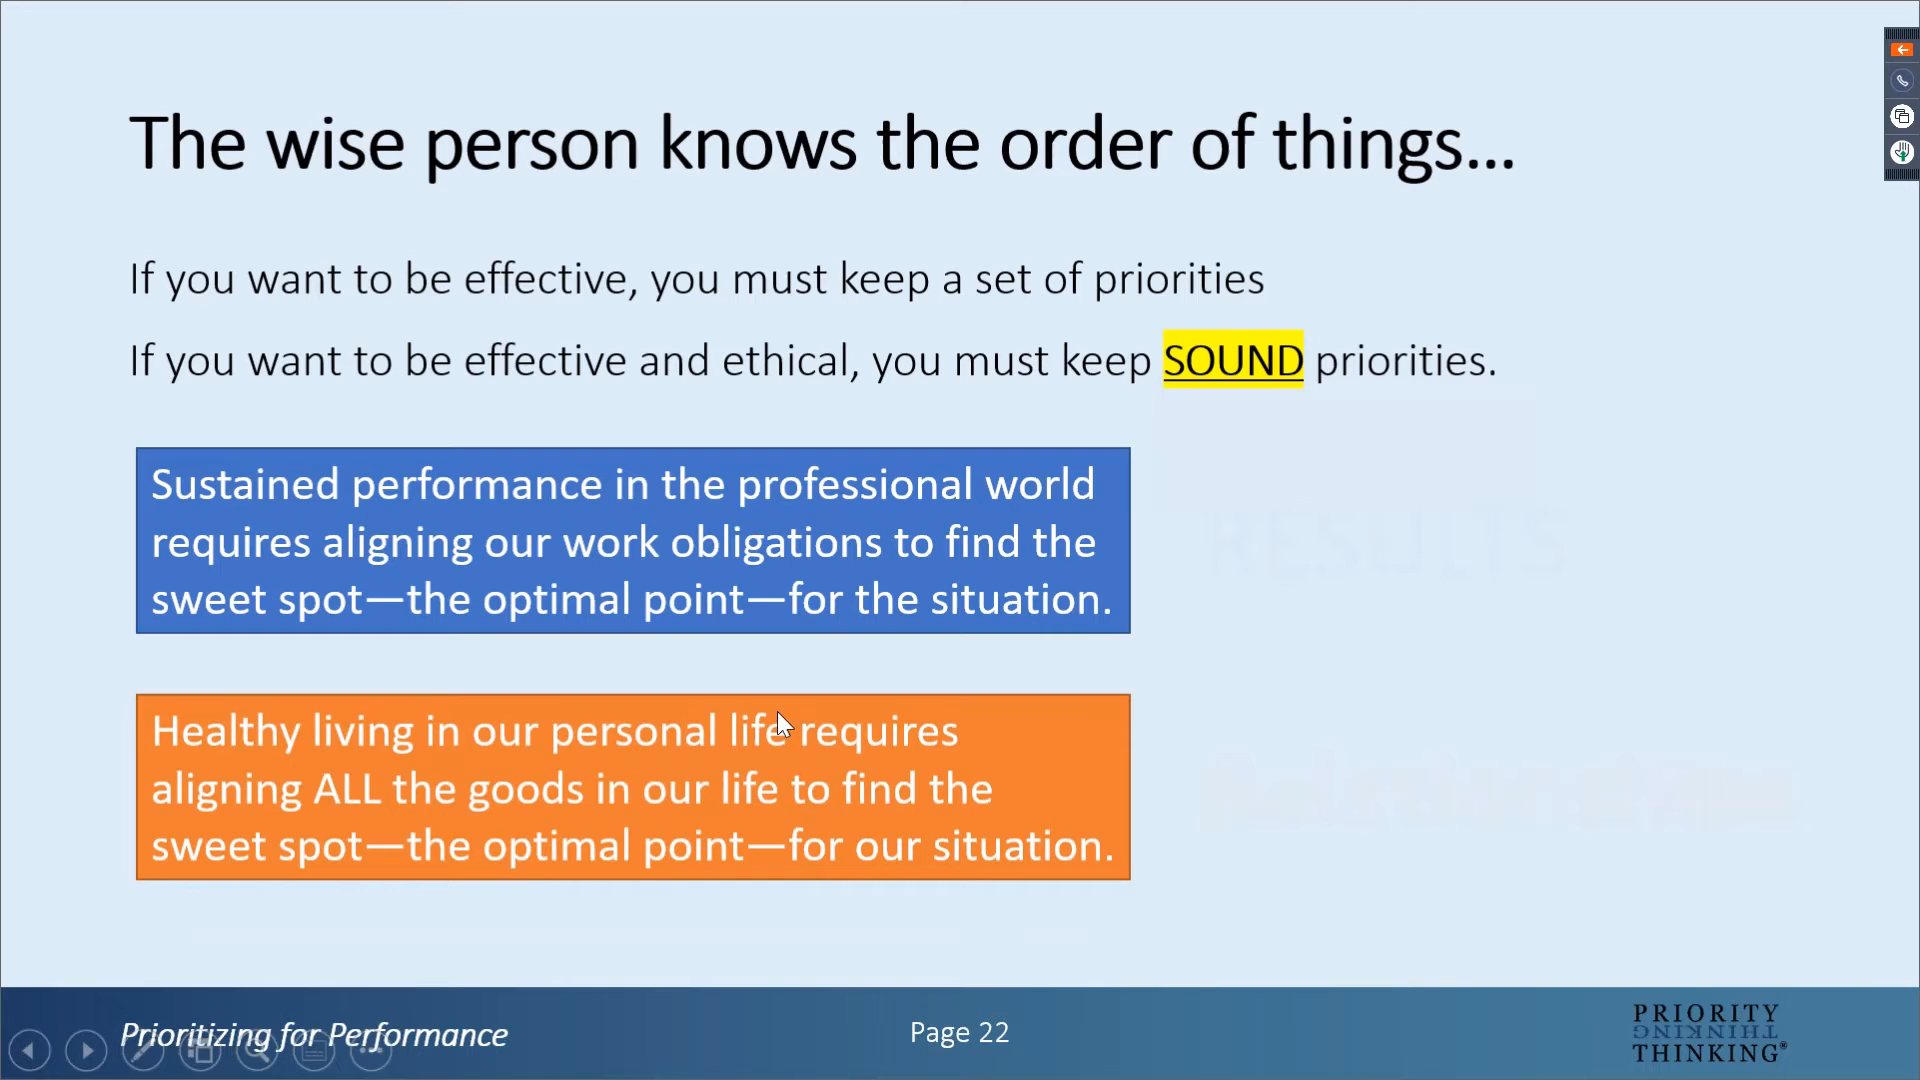 The wise person knows the order of things...
If you want to be effective, you must keep a set of priorities
If you want to be effective and ethical, you must keep SOUND priorities.
Sustained performance in the professional world
requires aligning our work obligations to find the
sweet spot—the optimal point—for the situation.
RESULTS
Healthy living in our personal life requires
aligning ALL the goods in our life to find the
sweet spot—the optimal point—for our situation.
Prioritizing for Performance
Page 22
PRIORITY
THINKING
THINKING®